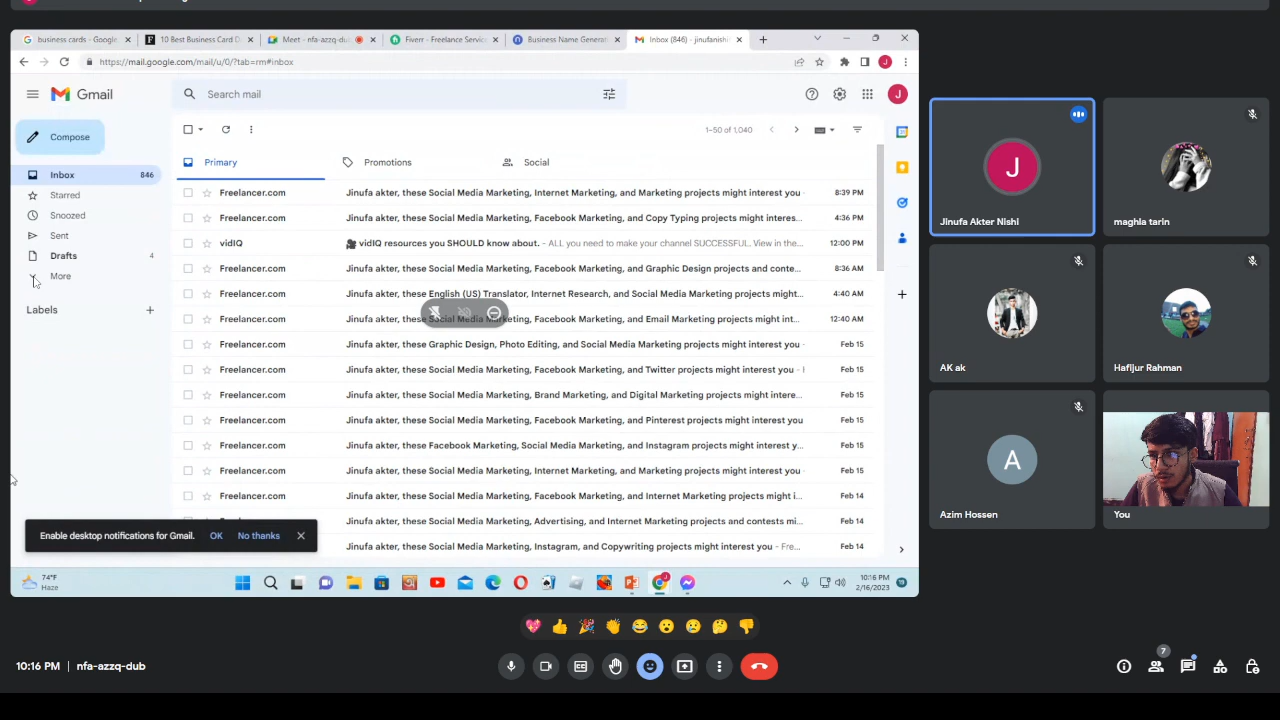 business cards - Google
10 Best Business Card D
Meet - nfa-azzq-dub
Fiverr - Freelance Servic
Business Name Generat
Inbox (846) - jinufanishi
https://mail.google.com/mail/u/0/?tab=rm#inbox
J
Gmail
Search mail
J
Compose
1–50 of 1,040
Primary
Promotions
Social
Inbox 846
Starred
Snoozed
Sent
Drafts 4
More
Labels
Freelancer.com Jinufa akter, these Social Media Marketing, Internet Marketing, and Marketing projects might interest you - 8:39 PM
Freelancer.com Jinufa akter, these Social Media Marketing, Facebook Marketing, and Copy Typing projects might interes... 4:36 PM
vidIQ 🎥 vidIQ resources you SHOULD know about. - ALL you need to make your channel SUCCESSFUL. View in the... 12:00 PM
Freelancer.com Jinufa akter, these Social Media Marketing, Facebook Marketing, and Graphic Design projects and conte... 8:36 AM
Freelancer.com Jinufa akter, these English (US) Translator, Internet Research, and Social Media Marketing projects might... 4:40 AM
Freelancer.com Jinufa akter, these Social Media Marketing, Facebook Marketing, and Email Marketing projects might int... 12:40 AM
Freelancer.com Jinufa akter, these Graphic Design, Photo Editing, and Social Media Marketing projects might interest you - Feb 15
Freelancer.com Jinufa akter, these Social Media Marketing, Facebook Marketing, and Twitter projects might interest you - Feb 15
Freelancer.com Jinufa akter, these Social Media Marketing, Brand Marketing, and Digital Marketing projects might intere... Feb 15
Freelancer.com Jinufa akter, these Social Media Marketing, Facebook Marketing, and Pinterest projects might interest you Feb 15
Freelancer.com Jinufa akter, these Facebook Marketing, Social Media Marketing, and Instagram projects might interest y... Feb 15
Freelancer.com Jinufa akter, these Social Media Marketing, Internet Marketing, and Marketing projects might interest you - Feb 15
Freelancer.com Jinufa akter, these Social Media Marketing, Facebook Marketing, and Internet Marketing projects might i... Feb 14
Jinufa akter, these Social Media Marketing, Advertising, and Internet Marketing projects and contests mi... Feb 14
Jinufa akter, these Social Media Marketing, Instagram, and Copywriting projects might interest you - Fre... Feb 14
Enable desktop notifications for Gmail. OK No thanks
74°F
Haze
10:16 PM
2/16/2023
J
Jinufa Akter Nishi
maghla tarin
AK ak
Hafijur Rahman
A
Azim Hossen
You
10:16 PM | nfa-azzq-dub
7